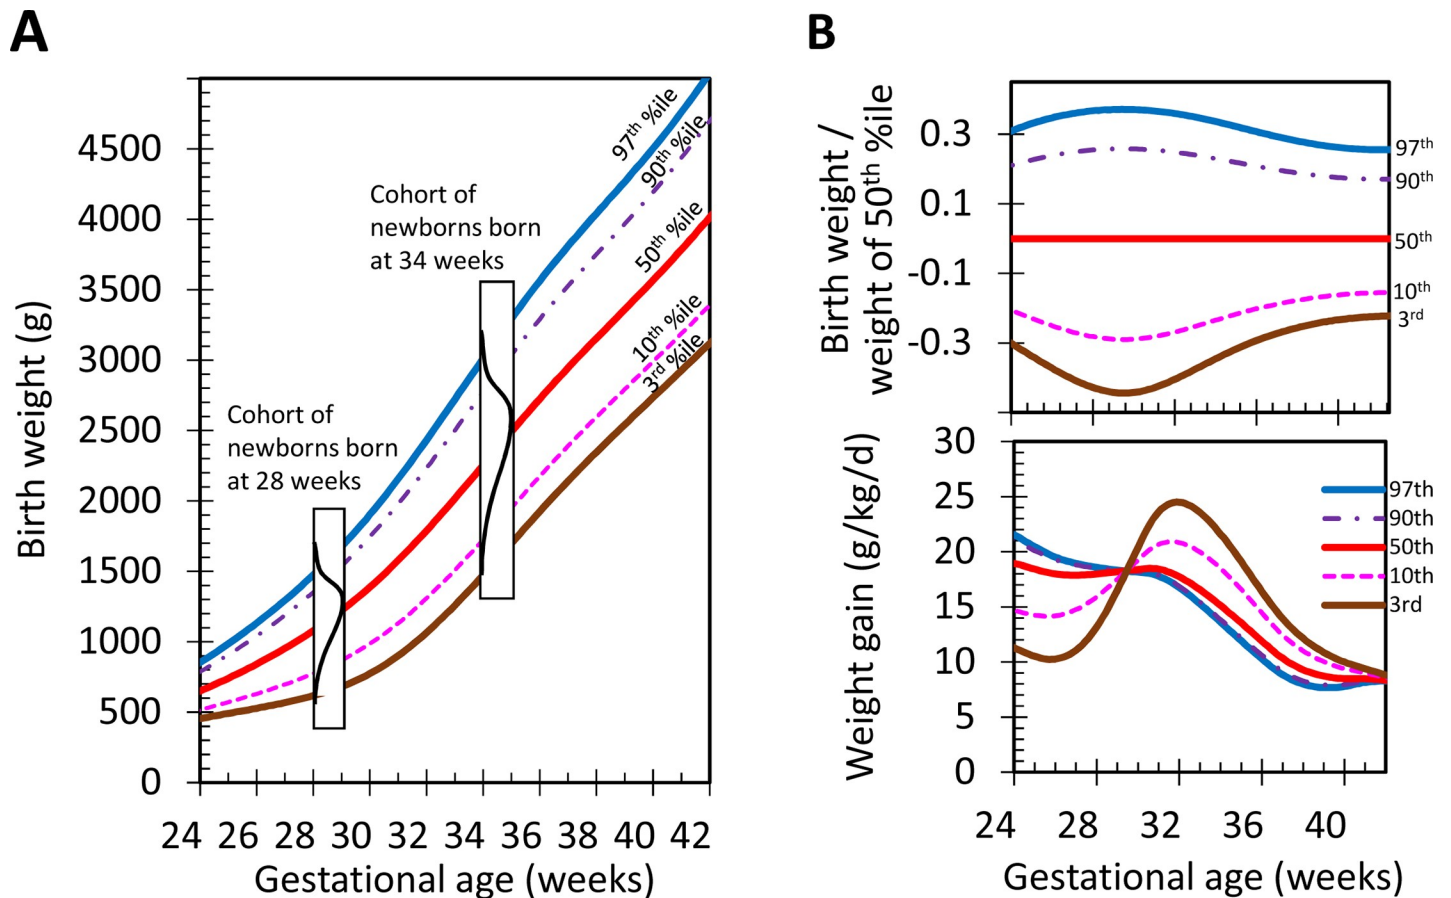 A
Birth weight (g)
4500
4000
3500
3000
2500
2000
1500
1000
500
0
Cohort of
newborns born
at 34 weeks
Cohort of
newborns born
at 28 weeks
97th %ile
90th %ile
50th %ile
10th %ile
3rd %ile
24 26 28 30 32 34 36 38 40 42
Gestational age (weeks)
B
Birth weight /
weight of 50th %ile
0.3
0.1
-0.1
-0.3
97th
90th
50th
10th
3rd
Weight gain (g/kg/d)
30
25
20
15
10
5
0
97th
90th
50th
10th
3rd
24 28 32 36 40
Gestational age (weeks)